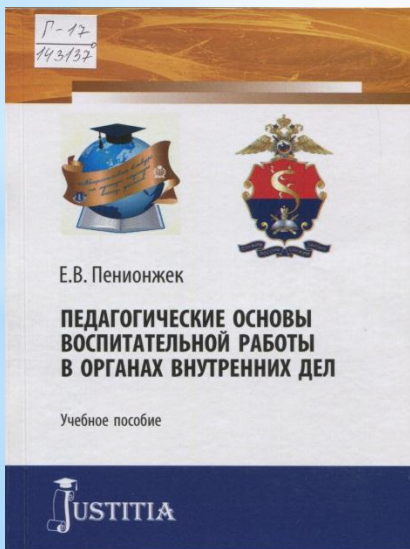 Г-17
143137
Е.В. Пенионжек
ПЕДАГОГИЧЕСКИЕ ОСНОВЫ
ВОСПИТАТЕЛЬНОЙ РАБОТЫ
В ОРГАНАХ ВНУТРЕННИХ ДЕЛ
Учебное пособие
JUSTITIA